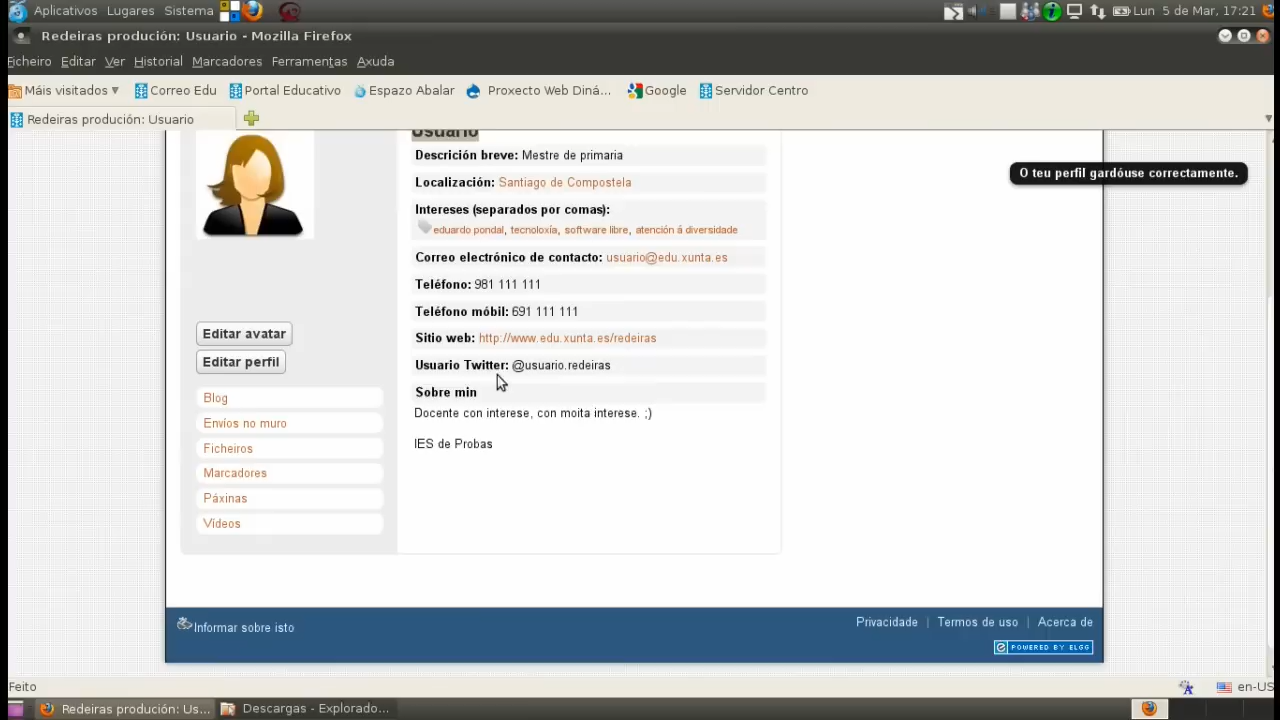 Aplicativos Lugares Sistema
Lun 5 de Mar, 17:21
Redeiras produción: Usuario - Mozilla Firefox
Ficheiro Editar Ver Historial Marcadores Ferramentas Axuda
Máis visitados Correo Edu Portal Educativo Espazo Abalar Proxecto Web Diná... Google Servidor Centro
Redeiras produción: Usuario
Usuario
Descrición breve: Mestre de primaria
O teu perfil gardóuse correctamente.
Localización: Santiago de Compostela
Intereses (separados por comas):
eduardo pondal, tecnoloxía, software libre, atención á diversidade
Correo electrónico de contacto: usuario@edu.xunta.es
Teléfono: 981 111 111
Teléfono móbil: 691 111 111
Sitio web: http://www.edu.xunta.es/redeiras
Usuario Twitter: @usuario.redeiras
Sobre min
Docente con interese, con moita interese. ;)
IES de Probas
Editar avatar
Editar perfil
Blog
Envíos no muro
Ficheiros
Marcadores
Páxinas
Vídeos
Informar sobre isto
Privacidade | Termos de uso | Acerca de
POWERED BY ELGG
Feito
en-US
Redeiras produción: Us... Descargas - Explorado...